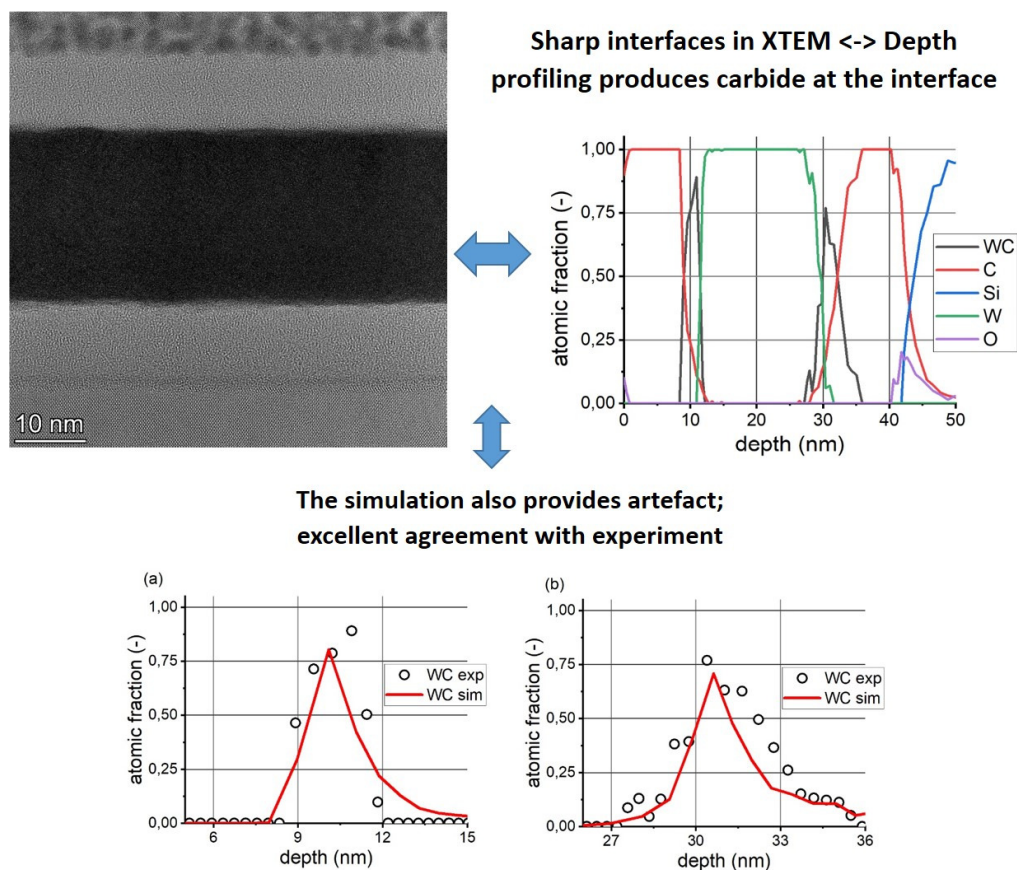 Sharp interfaces in XTEM <-> Depth
profiling produces carbide at the interface
10 nm
atomic fraction (-)
1,00
0,75
0,50
0,25
0,00
0
10
20
30
40
50
depth (nm)
WC
C
Si
W
O
The simulation also provides artefact;
excellent agreement with experiment
(a)
atomic fraction (-)
1,00
0,75
0,50
0,25
0,00
6
9
12
15
depth (nm)
WC exp
WC sim
(b)
atomic fraction (-)
1,00
0,75
0,50
0,25
0,00
27
30
33
36
depth (nm)
WC exp
WC sim